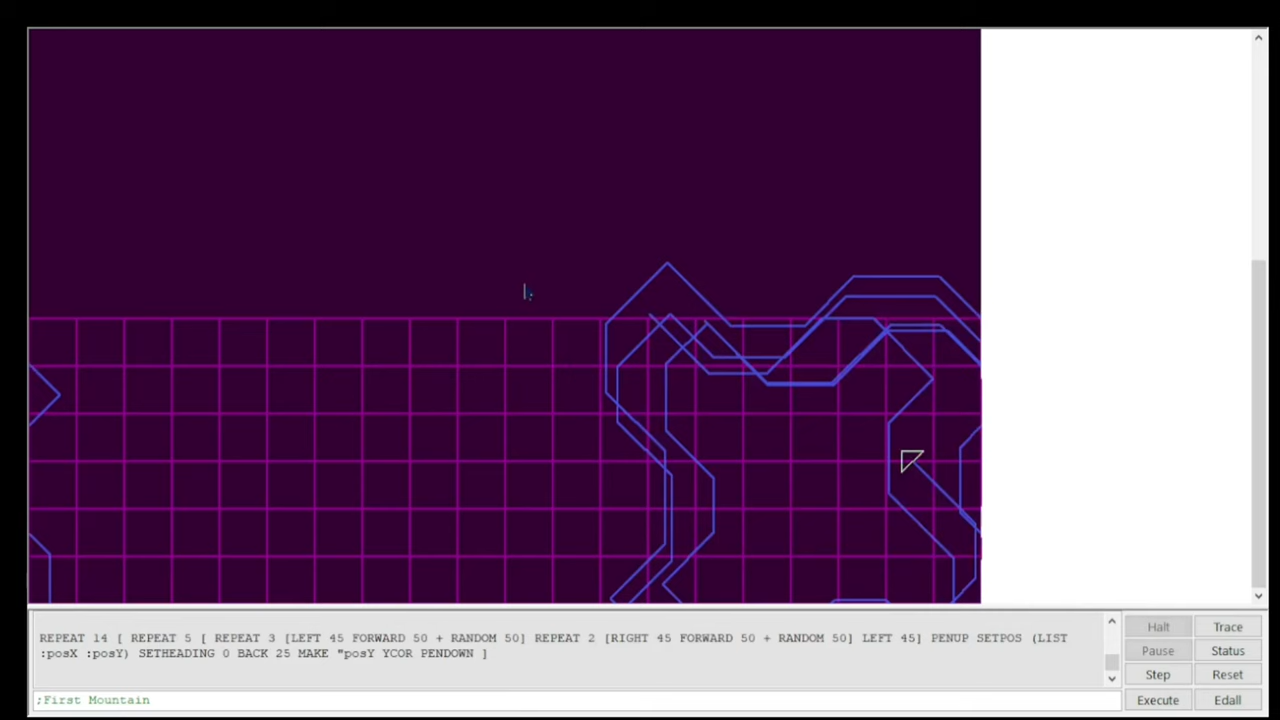 REPEAT 14 [ REPEAT 5 [ REPEAT 3 [LEFT 45 FORWARD 50 + RANDOM 50] REPEAT 2 [RIGHT 45 FORWARD 50 + RANDOM 50] LEFT 45] PENUP SETPOS (LIST
:posX :posY) SETHEADING 0 BACK 25 MAKE "posY YCOR PENDOWN ]
;First Mountain
Halt
Trace
Pause
Status
Step
Reset
Execute
Edall